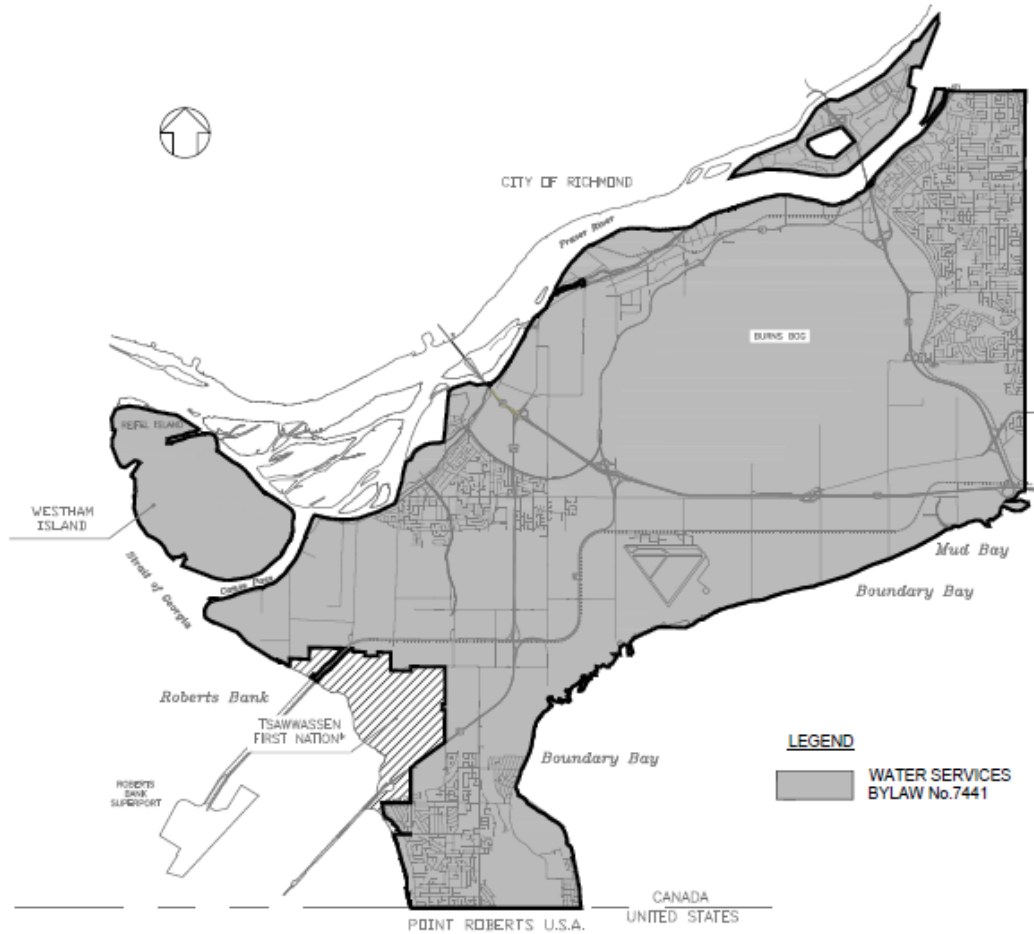 CITY OF RICHMOND
Fraser River
BURNS BOG
REIFEL ISLAND
WESTHAM
ISLAND
Strait of Georgia
Canoe Pass
Mud Bay
Boundary Bay
Roberts Bank
TSAWWASSEN
FIRST NATION*
Boundary Bay
ROBERTS
BANK
SUPERPORT
LEGEND
WATER SERVICES
BYLAW No.7441
CANADA
UNITED STATES
POINT ROBERTS U.S.A.